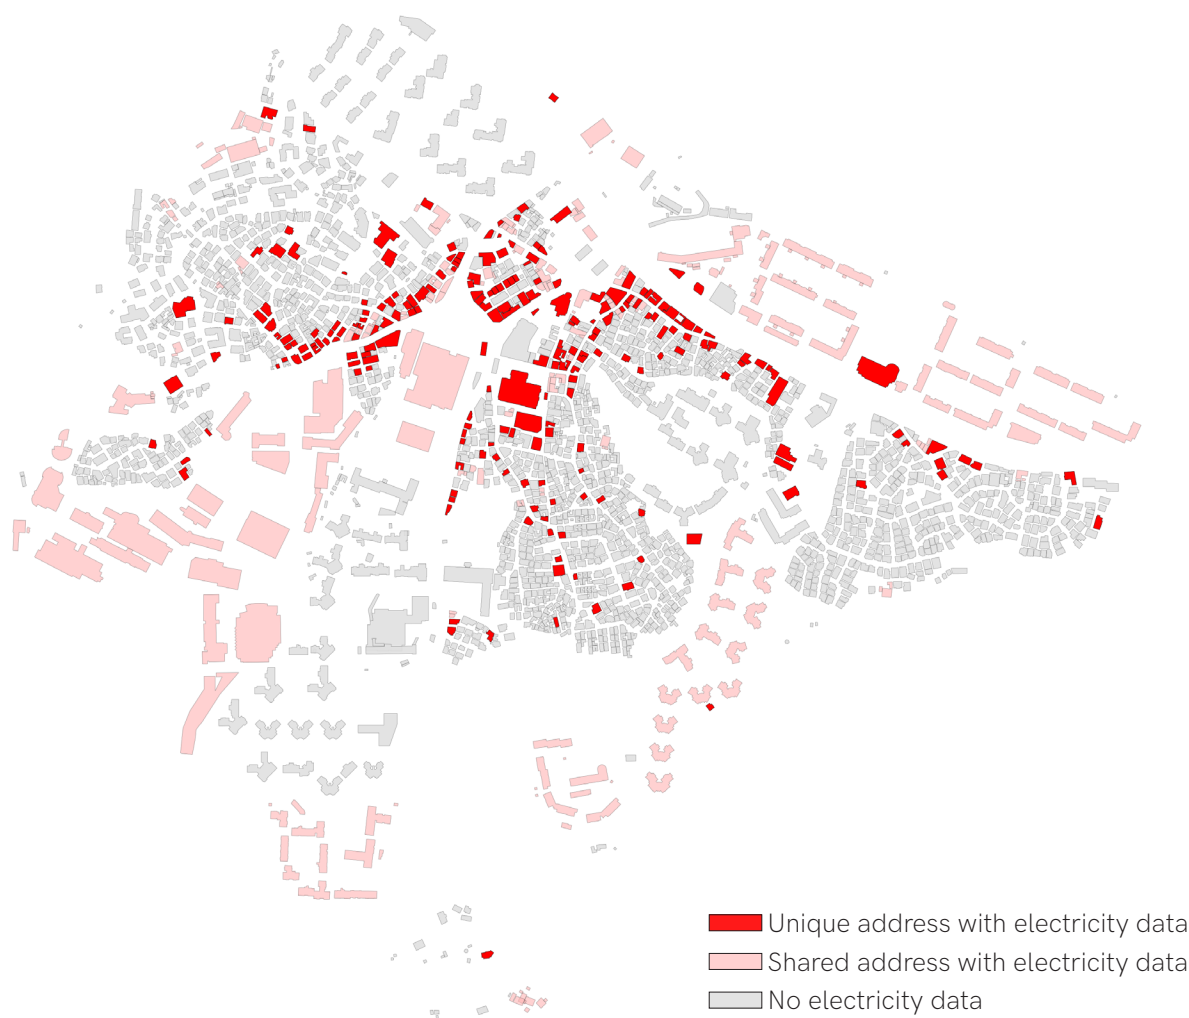 Unique address with electricity data
Shared address with electricity data
No electricity data